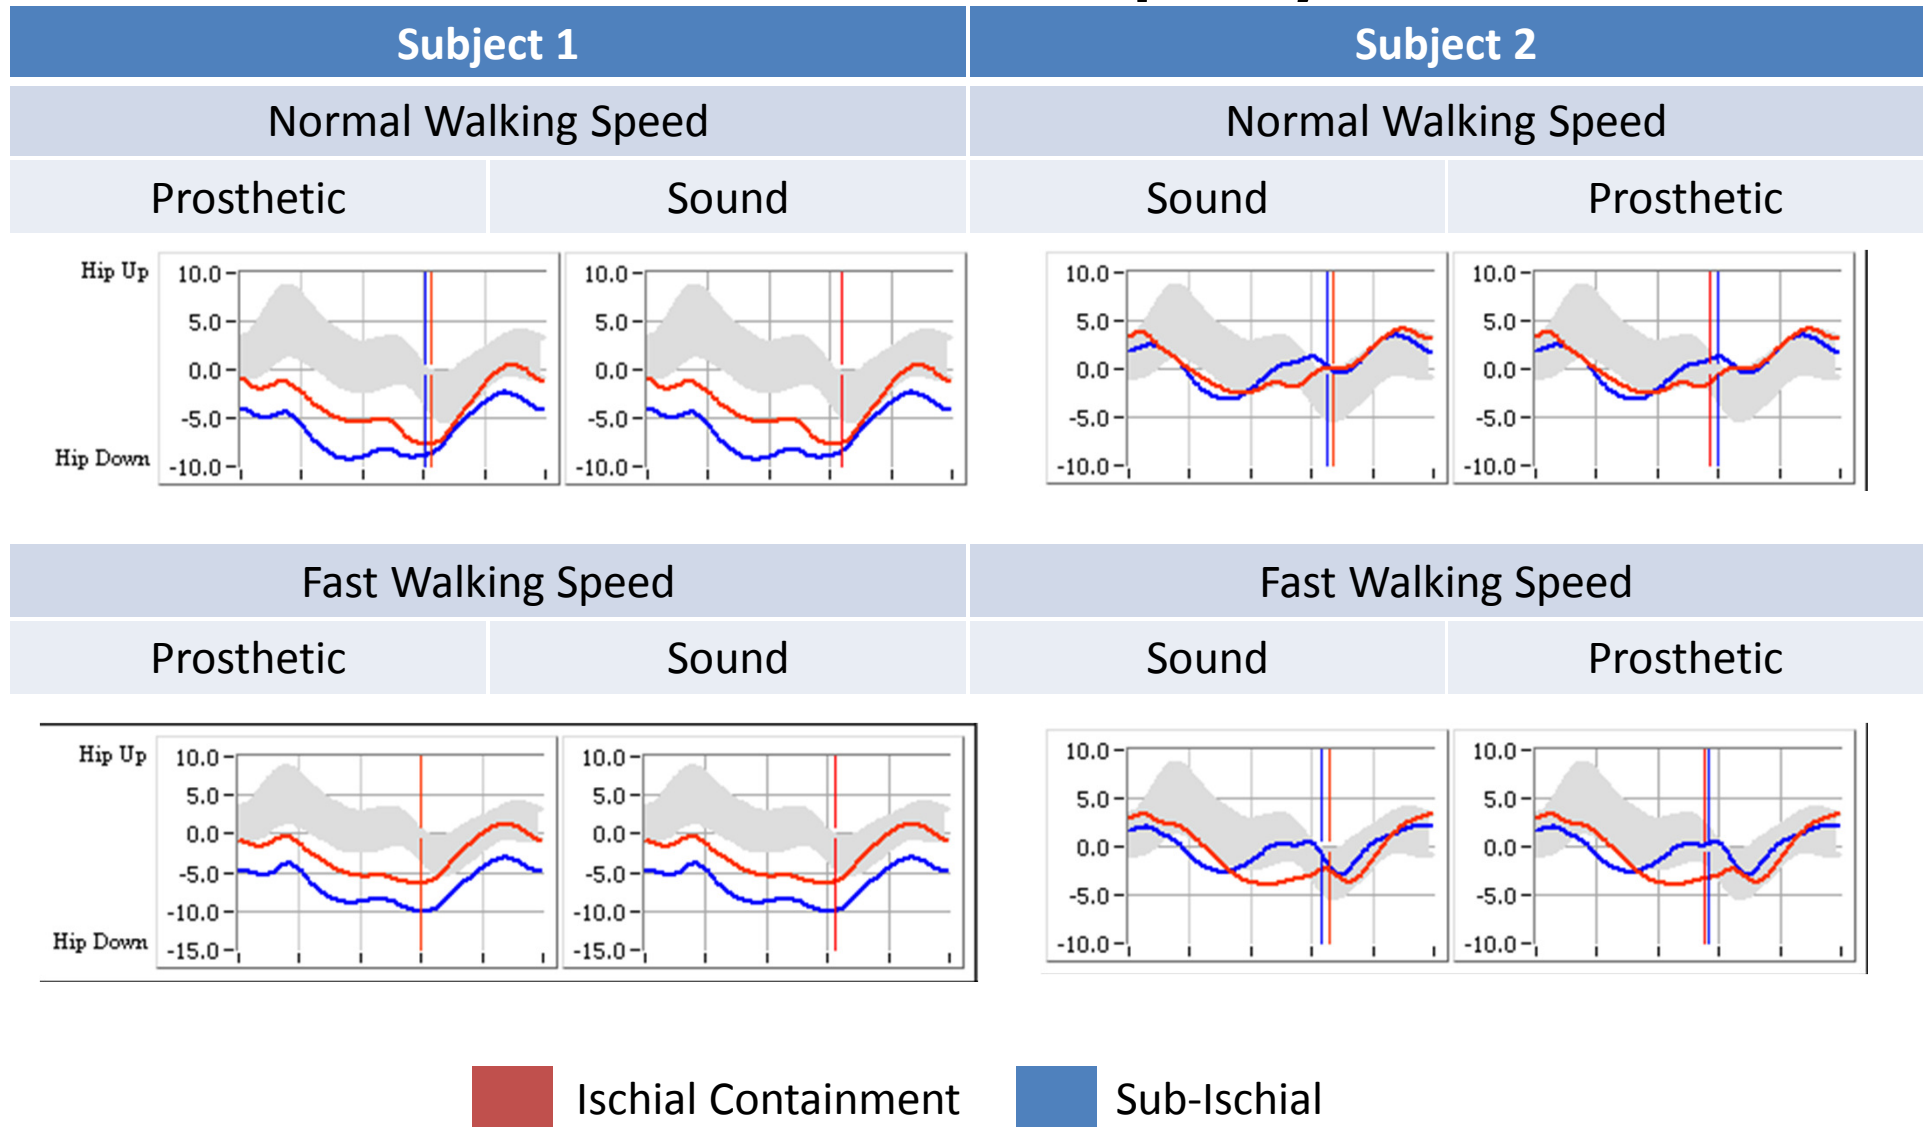 Subject 1
Subject 2
Normal Walking Speed
Normal Walking Speed
Prosthetic
Sound
Sound
Prosthetic
Hip Up
Hip Down
10.0
5.0
0.0
-5.0
-10.0
10.0
5.0
0.0
-5.0
-10.0
10.0
5.0
0.0
-5.0
-10.0
10.0
5.0
0.0
-5.0
-10.0
Fast Walking Speed
Fast Walking Speed
Prosthetic
Sound
Sound
Prosthetic
Hip Up
Hip Down
10.0
5.0
0.0
-5.0
-10.0
-15.0
10.0
5.0
0.0
-5.0
-10.0
-15.0
10.0
5.0
0.0
-5.0
-10.0
10.0
5.0
0.0
-5.0
-10.0
Ischial Containment
Sub-Ischial